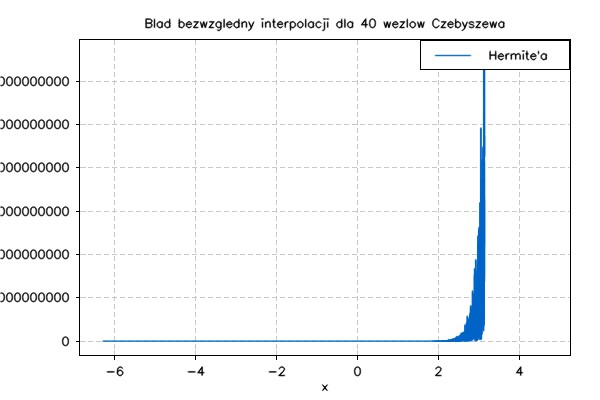 Blad bezwzgledny interpolacji dla 40 wezlow Czebyszewa
Hermite'a
0
−6 −4 −2 0 2 4
x